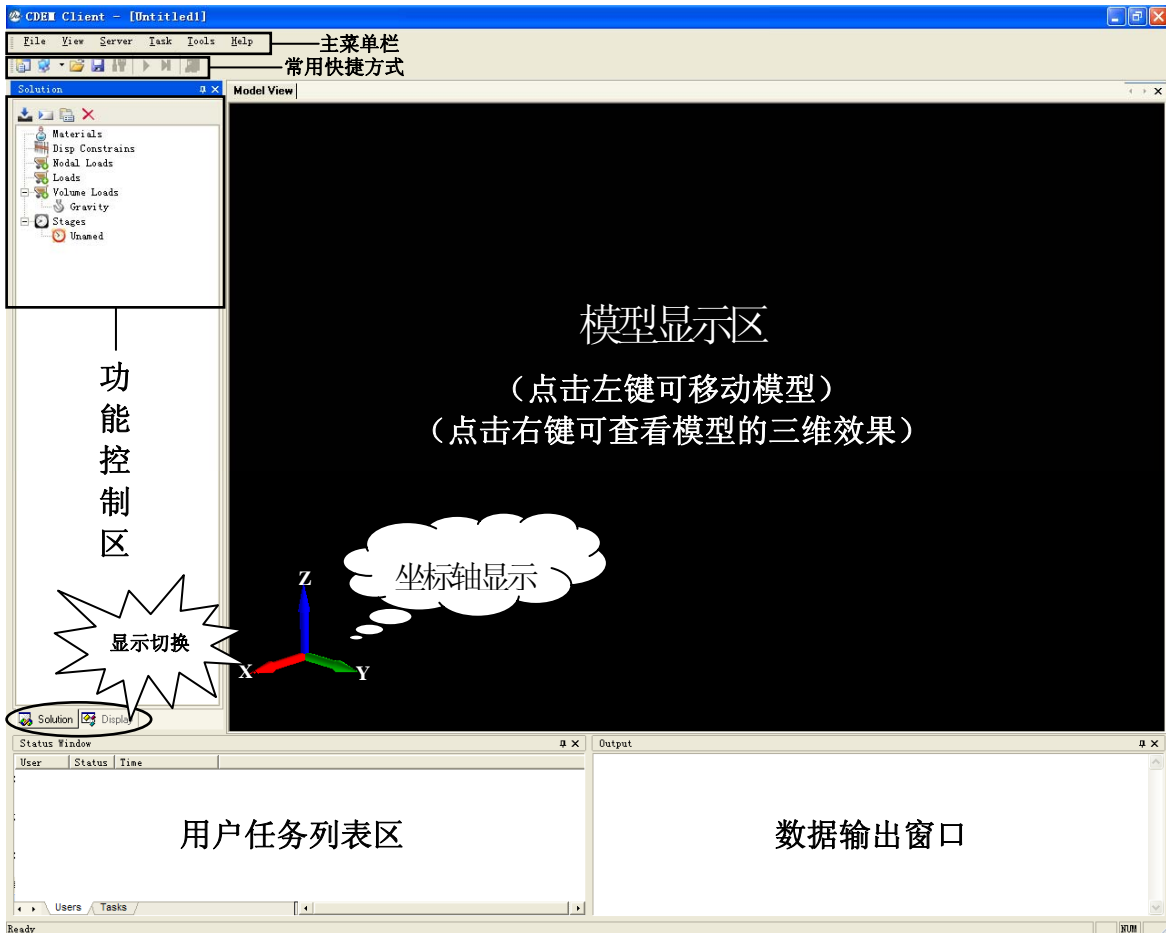 CDEM Client - [Untitled1]
File View Server Task Tools Help
主菜单栏
常用快捷方式
Solution
Model View
Materials
Disp Constrains
Nodal Loads
Loads
Volume Loads
Gravity
Stages
Unamed
模型显示区
（点击左键可移动模型）
（点击右键可查看模型的三维效果）
功
能
控
制
区
坐标轴显示
Z
X
Y
显示切换
Solution Display
Status Window
Output
User Status Time
用户任务列表区
数据输出窗口
Users Tasks
Ready
NUM